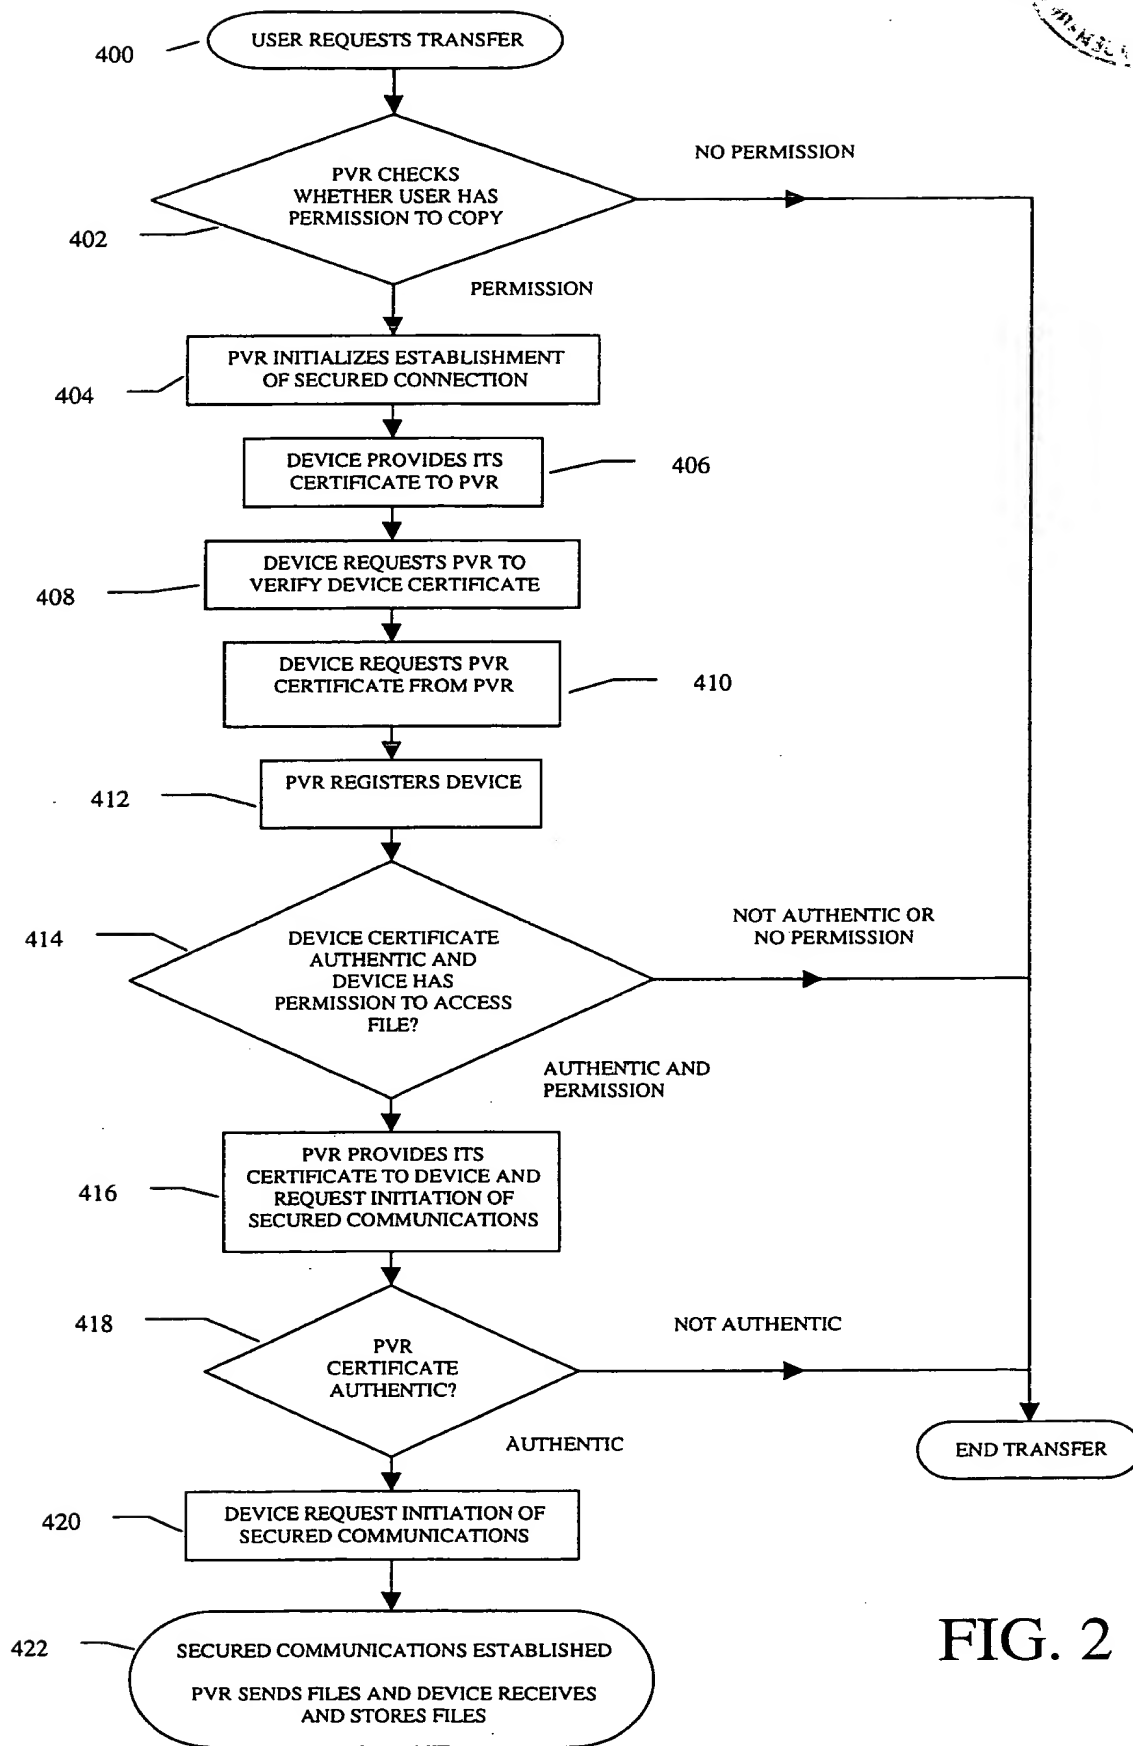 400
USER REQUESTS TRANSFER
NO PERMISSION
PVR CHECKS
WHETHER USER HAS
PERMISSION TO COPY
402
PERMISSION
PVR INITIALIZES ESTABLISHMENT
OF SECURED CONNECTION
404
DEVICE PROVIDES ITS
CERTIFICATE TO PVR
406
DEVICE REQUESTS PVR TO
VERIFY DEVICE CERTIFICATE
408
DEVICE REQUESTS PVR
CERTIFICATE FROM PVR
410
PVR REGISTERS DEVICE
412
NOT AUTHENTIC OR
NO PERMISSION
414
DEVICE CERTIFICATE
AUTHENTIC AND
DEVICE HAS
PERMISSION TO ACCESS
FILE?
AUTHENTIC AND
PERMISSION
PVR PROVIDES ITS
CERTIFICATE TO DEVICE AND
REQUEST INITIATION OF
SECURED COMMUNICATIONS
416
418
NOT AUTHENTIC
PVR
CERTIFICATE
AUTHENTIC?
AUTHENTIC
END TRANSFER
DEVICE REQUEST INITIATION OF
SECURED COMMUNICATIONS
420
422
SECURED COMMUNICATIONS ESTABLISHED
PVR SENDS FILES AND DEVICE RECEIVES
AND STORES FILES
FIG. 2